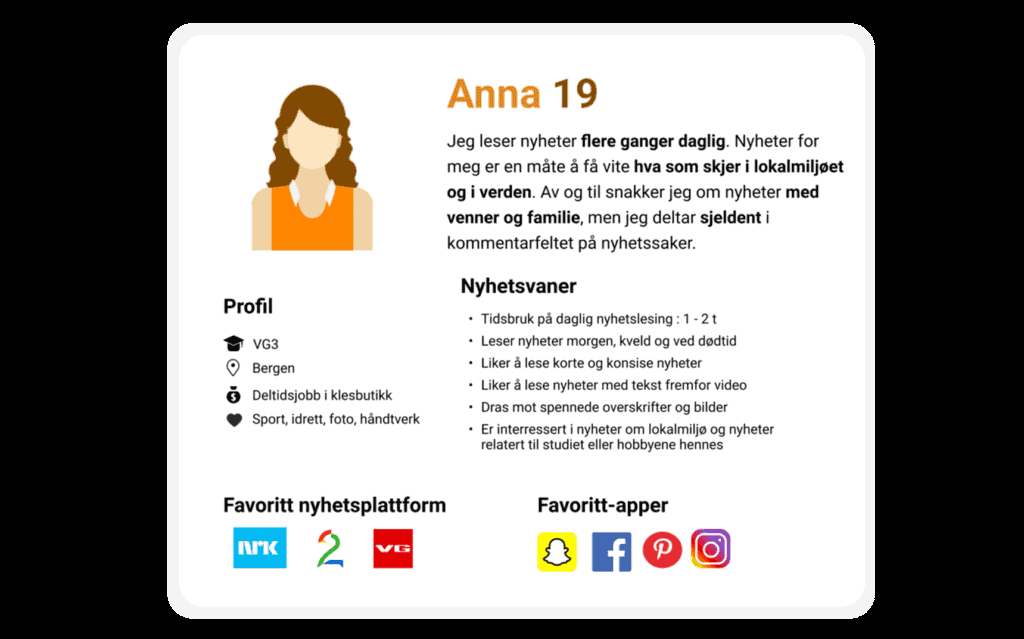 Anna 19
Jeg leser nyheter flere ganger daglig. Nyheter for
meg er en måte å få vite hva som skjer i lokalmiljøet
og i verden. Av og til snakker jeg om nyheter med
venner og familie, men jeg deltar sjeldent i
kommentarfeltet på nyhetssaker.
Profil
VG3
Bergen
Deltidsjobb i klesbutikk
Sport, idrett, foto, håndtverk
Nyhetsvaner
• Tidsbruk på daglig nyhetslesing : 1 - 2 t
• Leser nyheter morgen, kveld og ved dødtid
• Liker å lese korte og konsise nyheter
• Liker å lese nyheter med tekst fremfor video
• Dras mot spennede overskrifter og bilder
• Er interressert i nyheter om lokalmiljø og nyheter
relatert til studiet eller hobbyene hennes
Favoritt nyhetsplattform
NRK 2 VG
Favoritt-apper